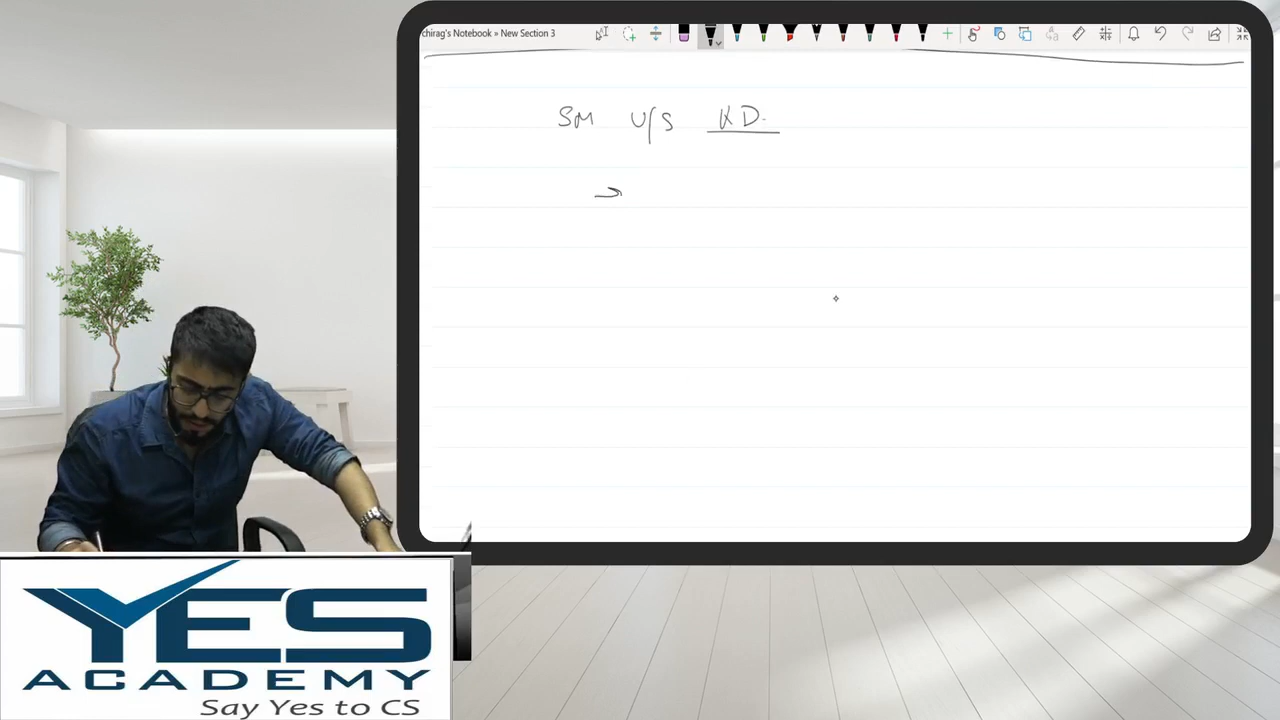 chirag's Notebook » New Section 3
SM U/S KD.
→
YES
ACADEMY
Say Yes to CS